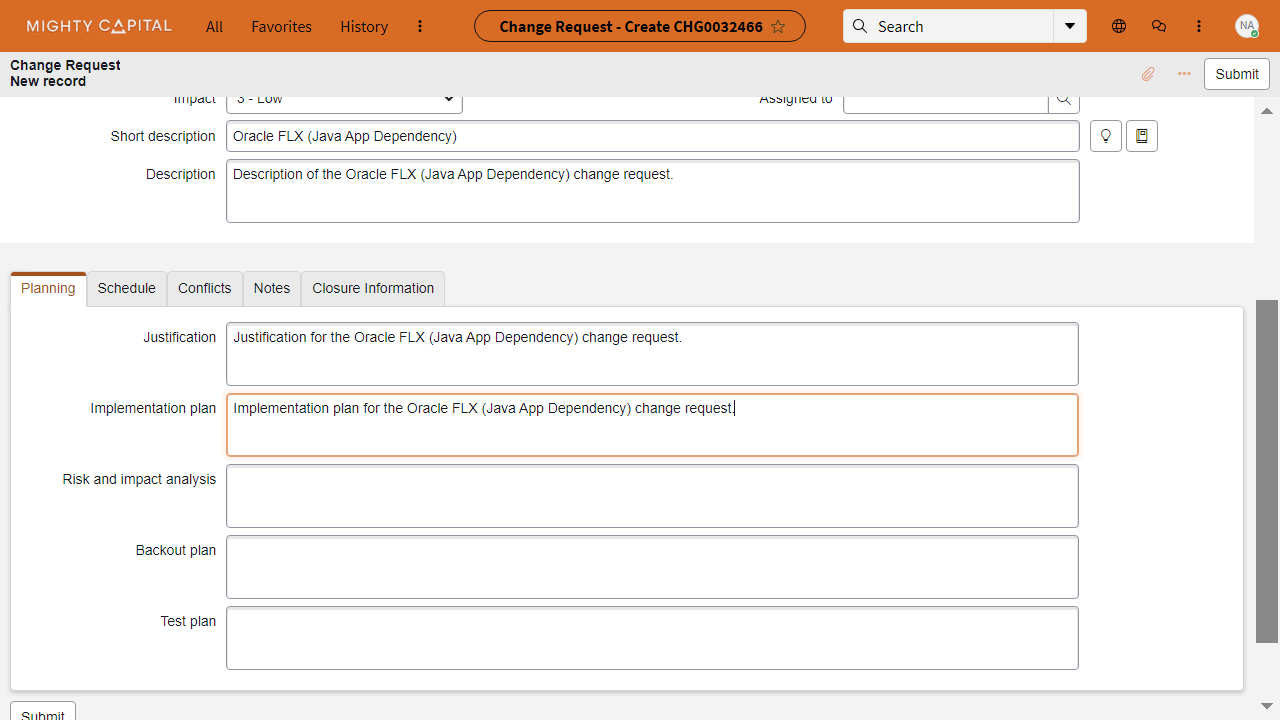 MIGHTY CAPITAL All Favorites History Change Request - Create CHG0032466 Search NA
Change Request
New record
Submit
Impact 3 - Low Assigned to
Short description Oracle FLX (Java App Dependency)
Description Description of the Oracle FLX (Java App Dependency) change request.
Planning Schedule Conflicts Notes Closure Information
Justification Justification for the Oracle FLX (Java App Dependency) change request.
Implementation plan Implementation plan for the Oracle FLX (Java App Dependency) change request.
Risk and impact analysis
Backout plan
Test plan
Submit